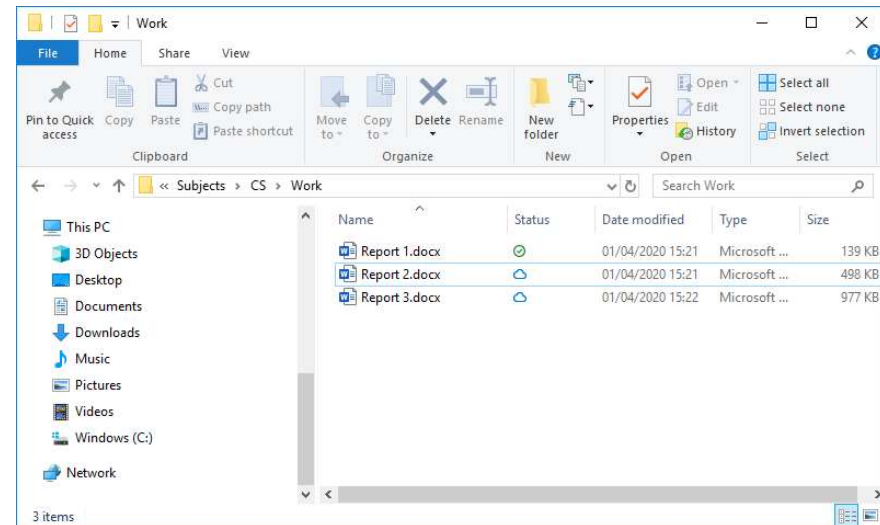 Work
File Home Share View
Pin to Quick access
Copy
Paste
Cut
Copy path
Paste shortcut
Move to
Copy to
Delete
Rename
New folder
Properties
Open
Edit
History
Select all
Select none
Invert selection
Clipboard Organize New Open Select
« Subjects › CS › Work Search Work
This PC
3D Objects
Desktop
Documents
Downloads
Music
Pictures
Videos
Windows (C:)
Network
Name Status Date modified Type Size
Report 1.docx 01/04/2020 15:21 Microsoft ... 139 KB
Report 2.docx 01/04/2020 15:21 Microsoft ... 498 KB
Report 3.docx 01/04/2020 15:22 Microsoft ... 977 KB
3 items